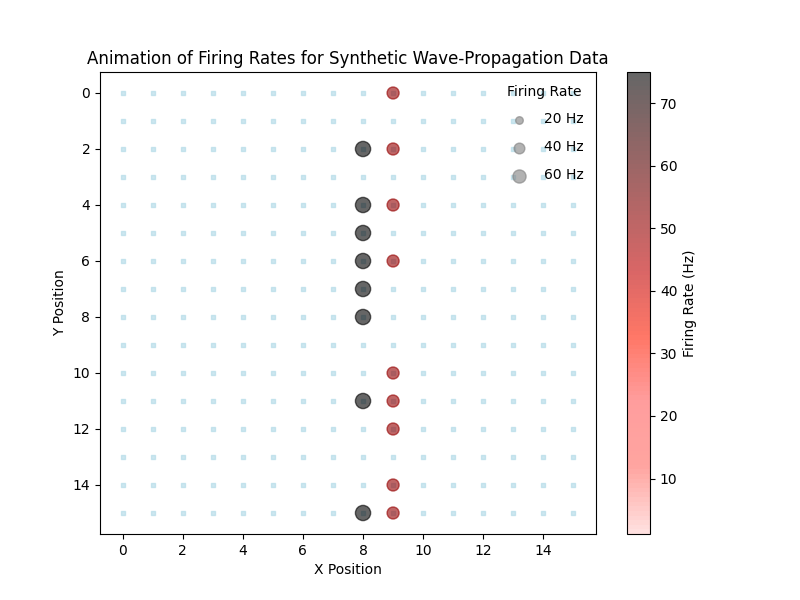 Animation of Firing Rates for Synthetic Wave-Propagation Data
Firing Rate
20 Hz
40 Hz
60 Hz
0
2
4
6
8
10
12
14
Y Position
0 2 4 6 8 10 12 14
X Position
70
60
50
40
30
20
10
Firing Rate (Hz)